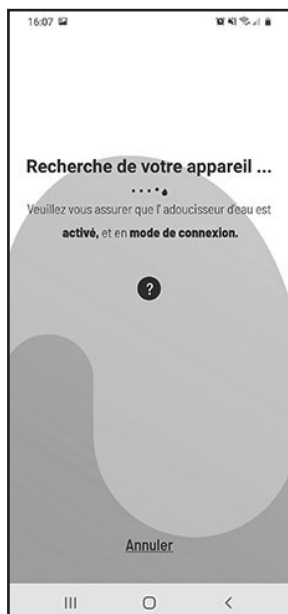 16:07
Recherche de votre appareil ...
Veuillez vous assurer que l'adoucisseur d'eau est
activé, et en mode de connexion.
?
Annuler